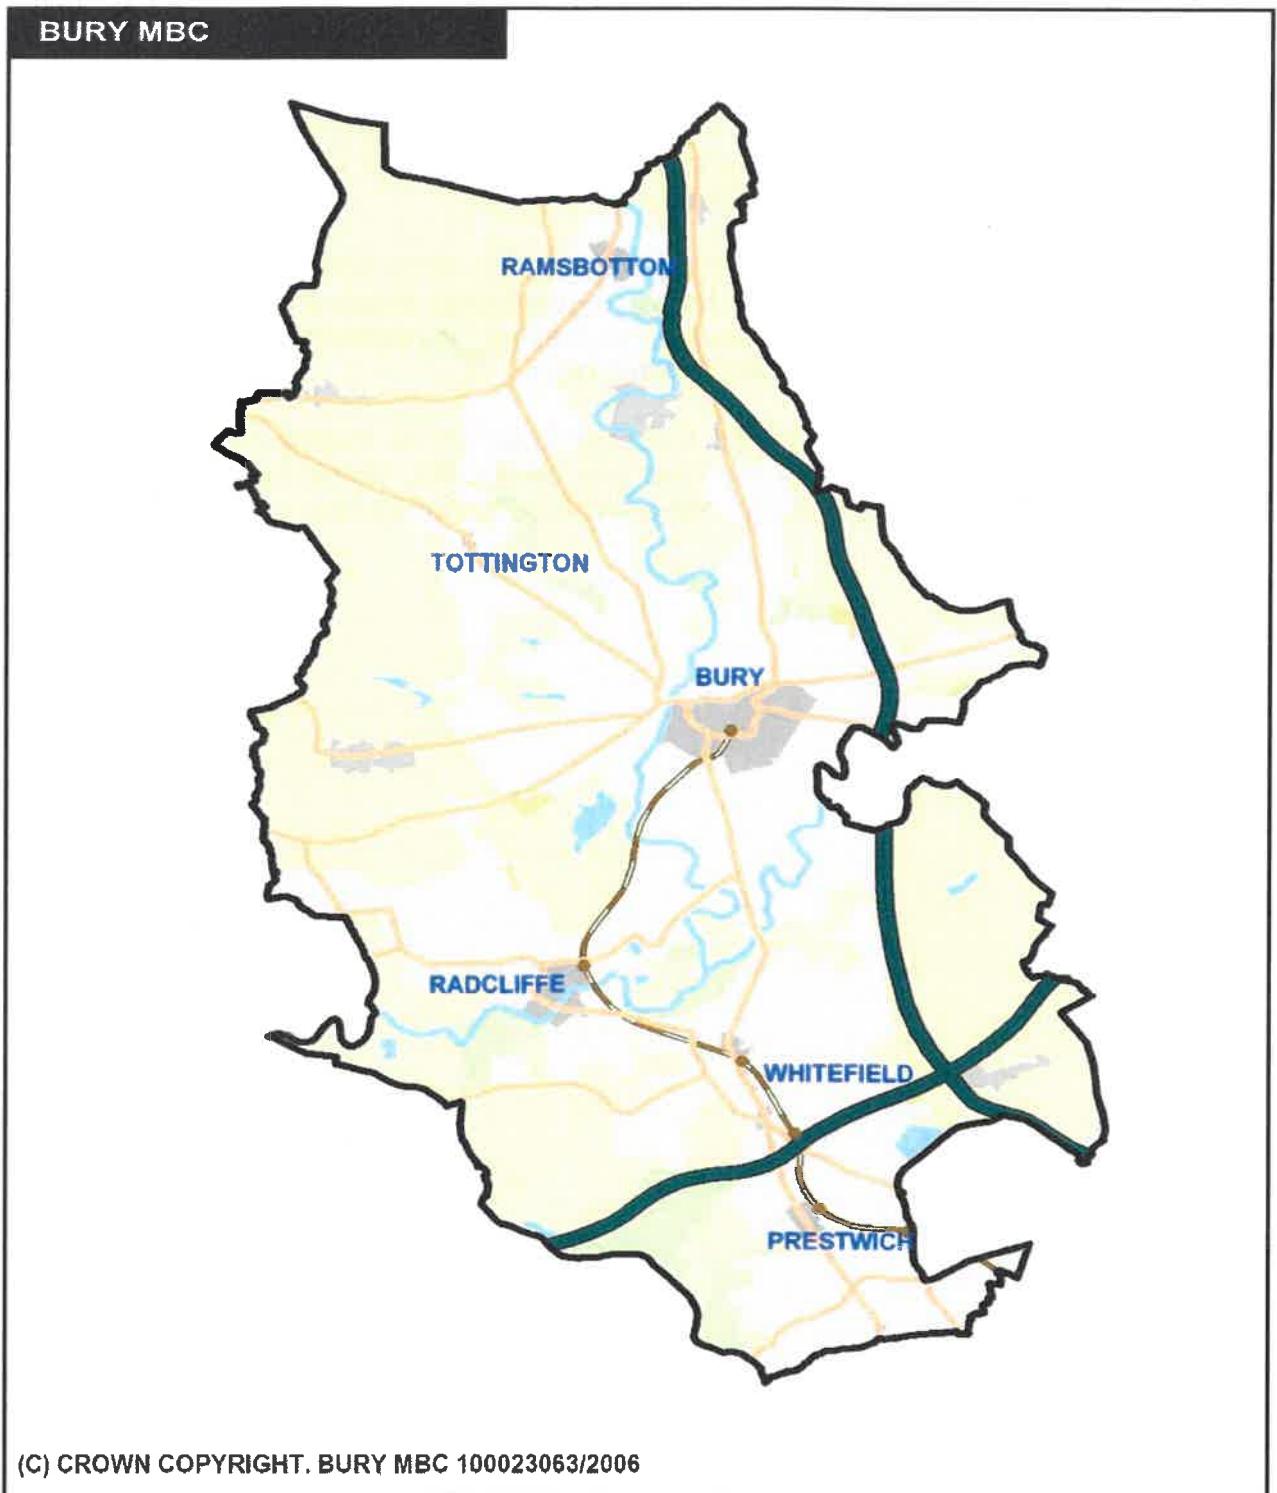 BURY MBC
RAMSBOTTOM
TOTTINGTON
BURY
RADCLIFFE
WHITEFIELD
PRESTWICH
(C) CROWN COPYRIGHT. BURY MBC 100023063/2006